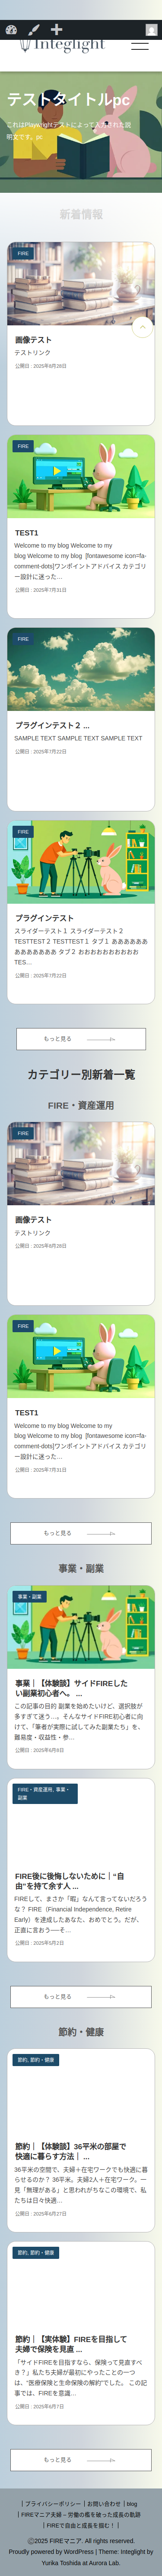 Integlight
テストタイトルpc
これはPlaywrightテストによって入力された説
明文です。pc
新着情報
FIRE
画像テスト
テストリンク
公開日 : 2025年8月28日
FIRE
TEST1
Welcome to my blog Welcome to my
blog Welcome to my blog [fontawesome icon=fa-
comment-dots]ワンポイントアドバイス カテゴリ
ー設計に迷った…
公開日 : 2025年7月31日
FIRE
プラグインテスト２ ...
SAMPLE TEXT SAMPLE TEXT SAMPLE TEXT
公開日 : 2025年7月22日
FIRE
プラグインテスト
スライダーテスト１ スライダーテスト２
TESTTEST２ TESTTEST１ タブ１ ああああああ
あああああああ タブ２ おおおおおおおおおお
TES…
公開日 : 2025年7月22日
もっと見る
カテゴリー別新着一覧
FIRE・資産運用
FIRE
画像テスト
テストリンク
公開日 : 2025年8月28日
FIRE
TEST1
Welcome to my blog Welcome to my
blog Welcome to my blog [fontawesome icon=fa-
comment-dots]ワンポイントアドバイス カテゴリ
ー設計に迷った…
公開日 : 2025年7月31日
もっと見る
事業・副業
事業・副業
事業｜【体験談】サイドFIREした
い副業初心者へ。 ...
この記事の目的 副業を始めたいけど、選択肢が
多すぎて迷う…。そんなサイドFIRE初心者に向
けて、「筆者が実際に試してみた副業たち」を、
難易度・収益性・参…
公開日 : 2025年6月9日
FIRE・資産運用, 事業・
副業
FIRE後に後悔しないために｜“自
由”を持て余す人 ...
FIREして、まさか「暇」なんて言ってないだろう
な？ FIRE（Financial Independence, Retire
Early）を達成したあなた、おめでとう。だが、
正直に言おう──そ…
公開日 : 2025年5月2日
もっと見る
節約・健康
節約, 節約・健康
節約｜【体験談】36平米の部屋で
快適に暮らす方法｜ ...
36平米の空間で、夫婦＋在宅ワークでも快適に暮
らせるのか？ 36平米。夫婦2人＋在宅ワーク。一
見「無理がある」と思われがちなこの環境で、私
たちは日々快適…
公開日 : 2025年6月27日
節約, 節約・健康
節約｜【実体験】FIREを目指して
夫婦で保険を見直 ...
「サイドFIREを目指すなら、保険って見直すべ
き？」私たち夫婦が最初にやったことの一つ
は、“医療保険と生命保険の解約”でした。 この記
事では、FIREを意識…
公開日 : 2025年6月7日
もっと見る
| プライバシーポリシー | お問い合わせ | blog
| FIREマニア夫婦 – 労働の檻を破った成長の軌跡
| FIREで自由と成長を掴む！ |
©2025 FIREマニア. All rights reserved.
Proudly powered by WordPress | Theme: Integlight by
Yurika Toshida at Aurora Lab.